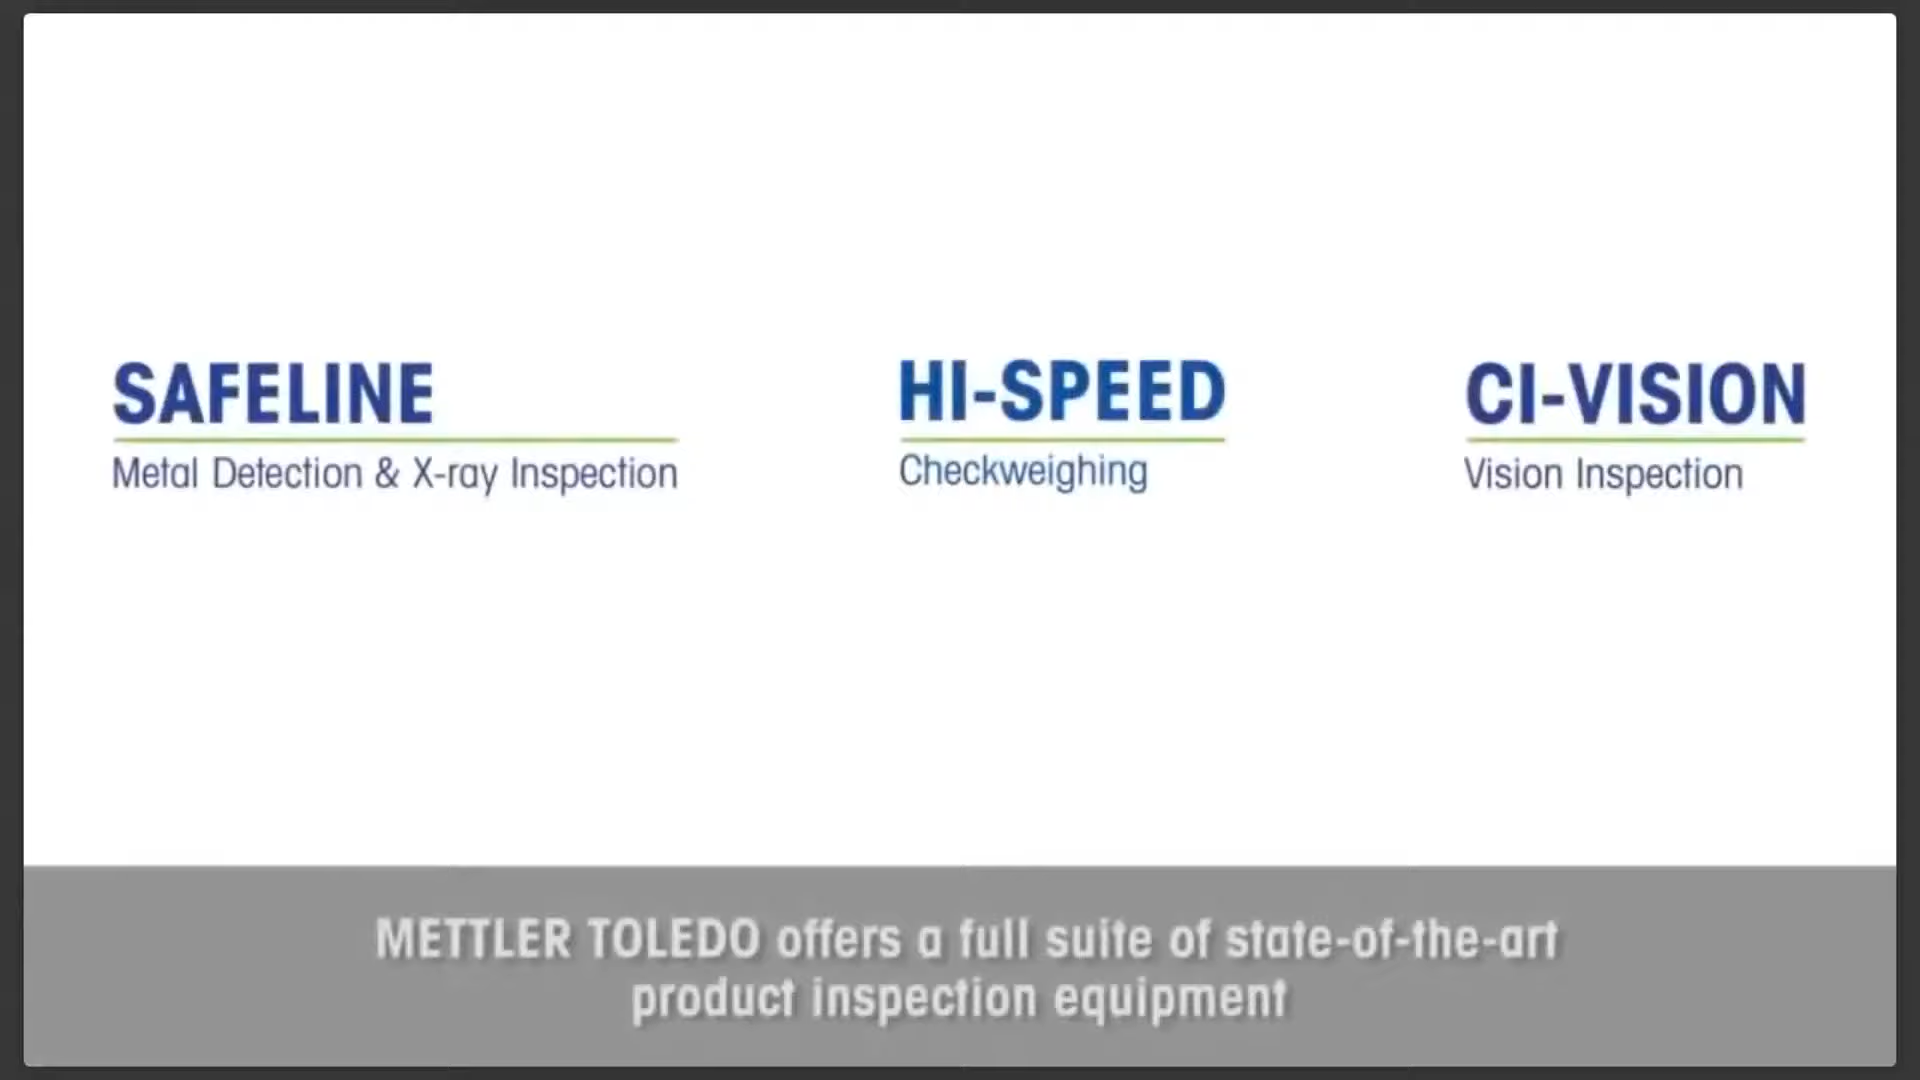 SAFELINE
Metal Detection & X-ray Inspection
HI-SPEED
Checkweighing
CI-VISION
Vision Inspection
METTLER TOLEDO offers a full suite of state-of-the-art
product inspection equipment